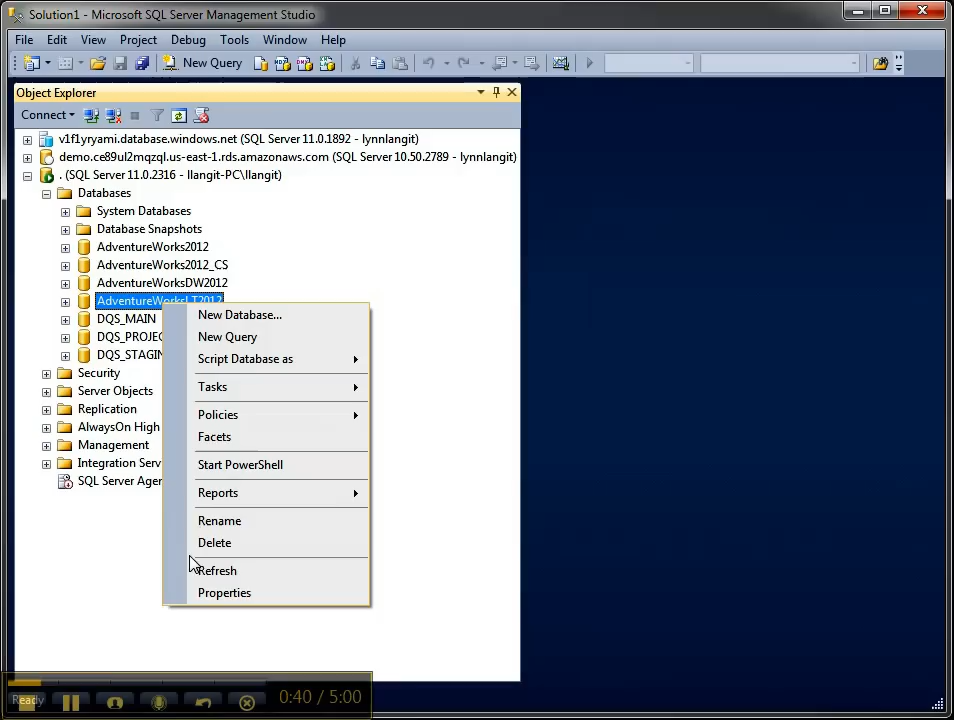 Solution1 - Microsoft SQL Server Management Studio
File Edit View Project Debug Tools Window Help
New Query
Object Explorer
Connect
v1f1yryami.database.windows.net (SQL Server 11.0.1892 - lynnlangit)
demo.ce89ul2mqzql.us-east-1.rds.amazonaws.com (SQL Server 10.50.2789 - lynnlangit)
. (SQL Server 11.0.2316 - llangit-PC\llangit)
Databases
System Databases
Database Snapshots
AdventureWorks2012
AdventureWorks2012_CS
AdventureWorksDW2012
AdventureWorksLT2012
DQS_MAIN
DQS_PROJEC
DQS_STAGIN
Security
Server Objects
Replication
AlwaysOn High
Management
Integration Serv
SQL Server Agen
New Database...
New Query
Script Database as
Tasks
Policies
Facets
Start PowerShell
Reports
Rename
Delete
Refresh
Properties
Ready
0:40 / 5:00